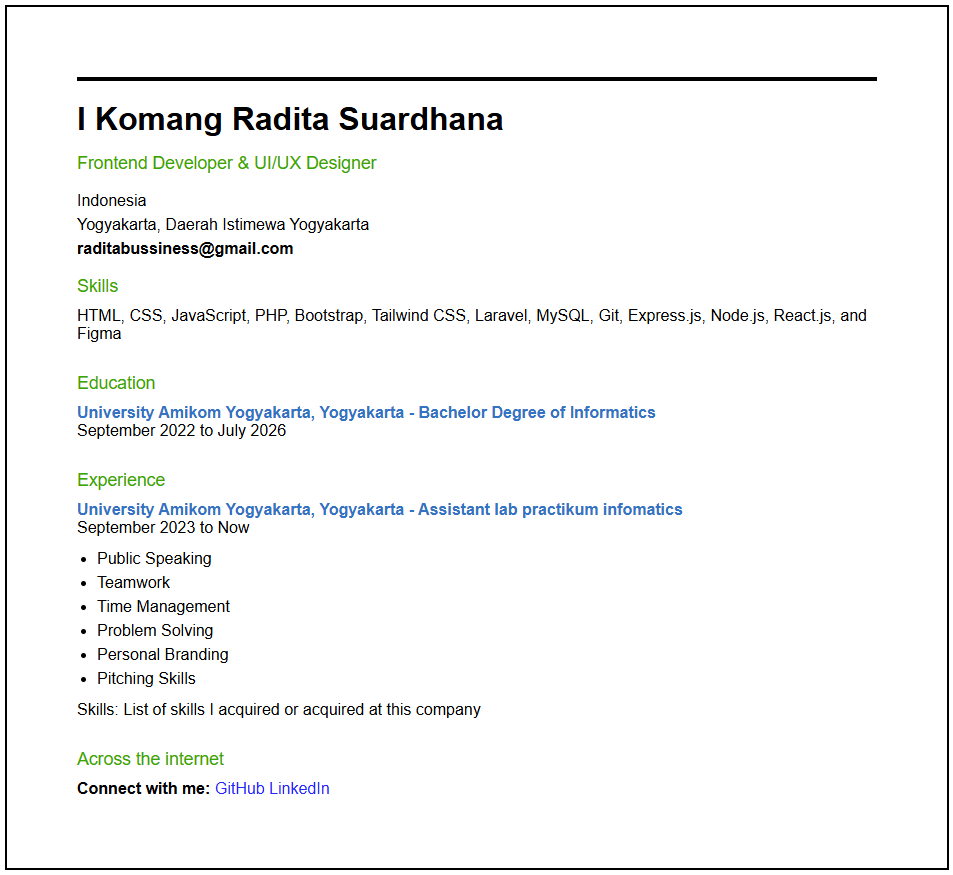 I Komang Radita Suardhana
Frontend Developer & UI/UX Designer
Indonesia
Yogyakarta, Daerah Istimewa Yogyakarta
raditabussiness@gmail.com
Skills
HTML, CSS, JavaScript, PHP, Bootstrap, Tailwind CSS, Laravel, MySQL, Git, Express.js, Node.js, React.js, and
Figma
Education
University Amikom Yogyakarta, Yogyakarta - Bachelor Degree of Informatics
September 2022 to July 2026
Experience
University Amikom Yogyakarta, Yogyakarta - Assistant lab practikum infomatics
September 2023 to Now
• Public Speaking
• Teamwork
• Time Management
• Problem Solving
• Personal Branding
• Pitching Skills
Skills: List of skills I acquired or acquired at this company
Across the internet
Connect with me: GitHub LinkedIn